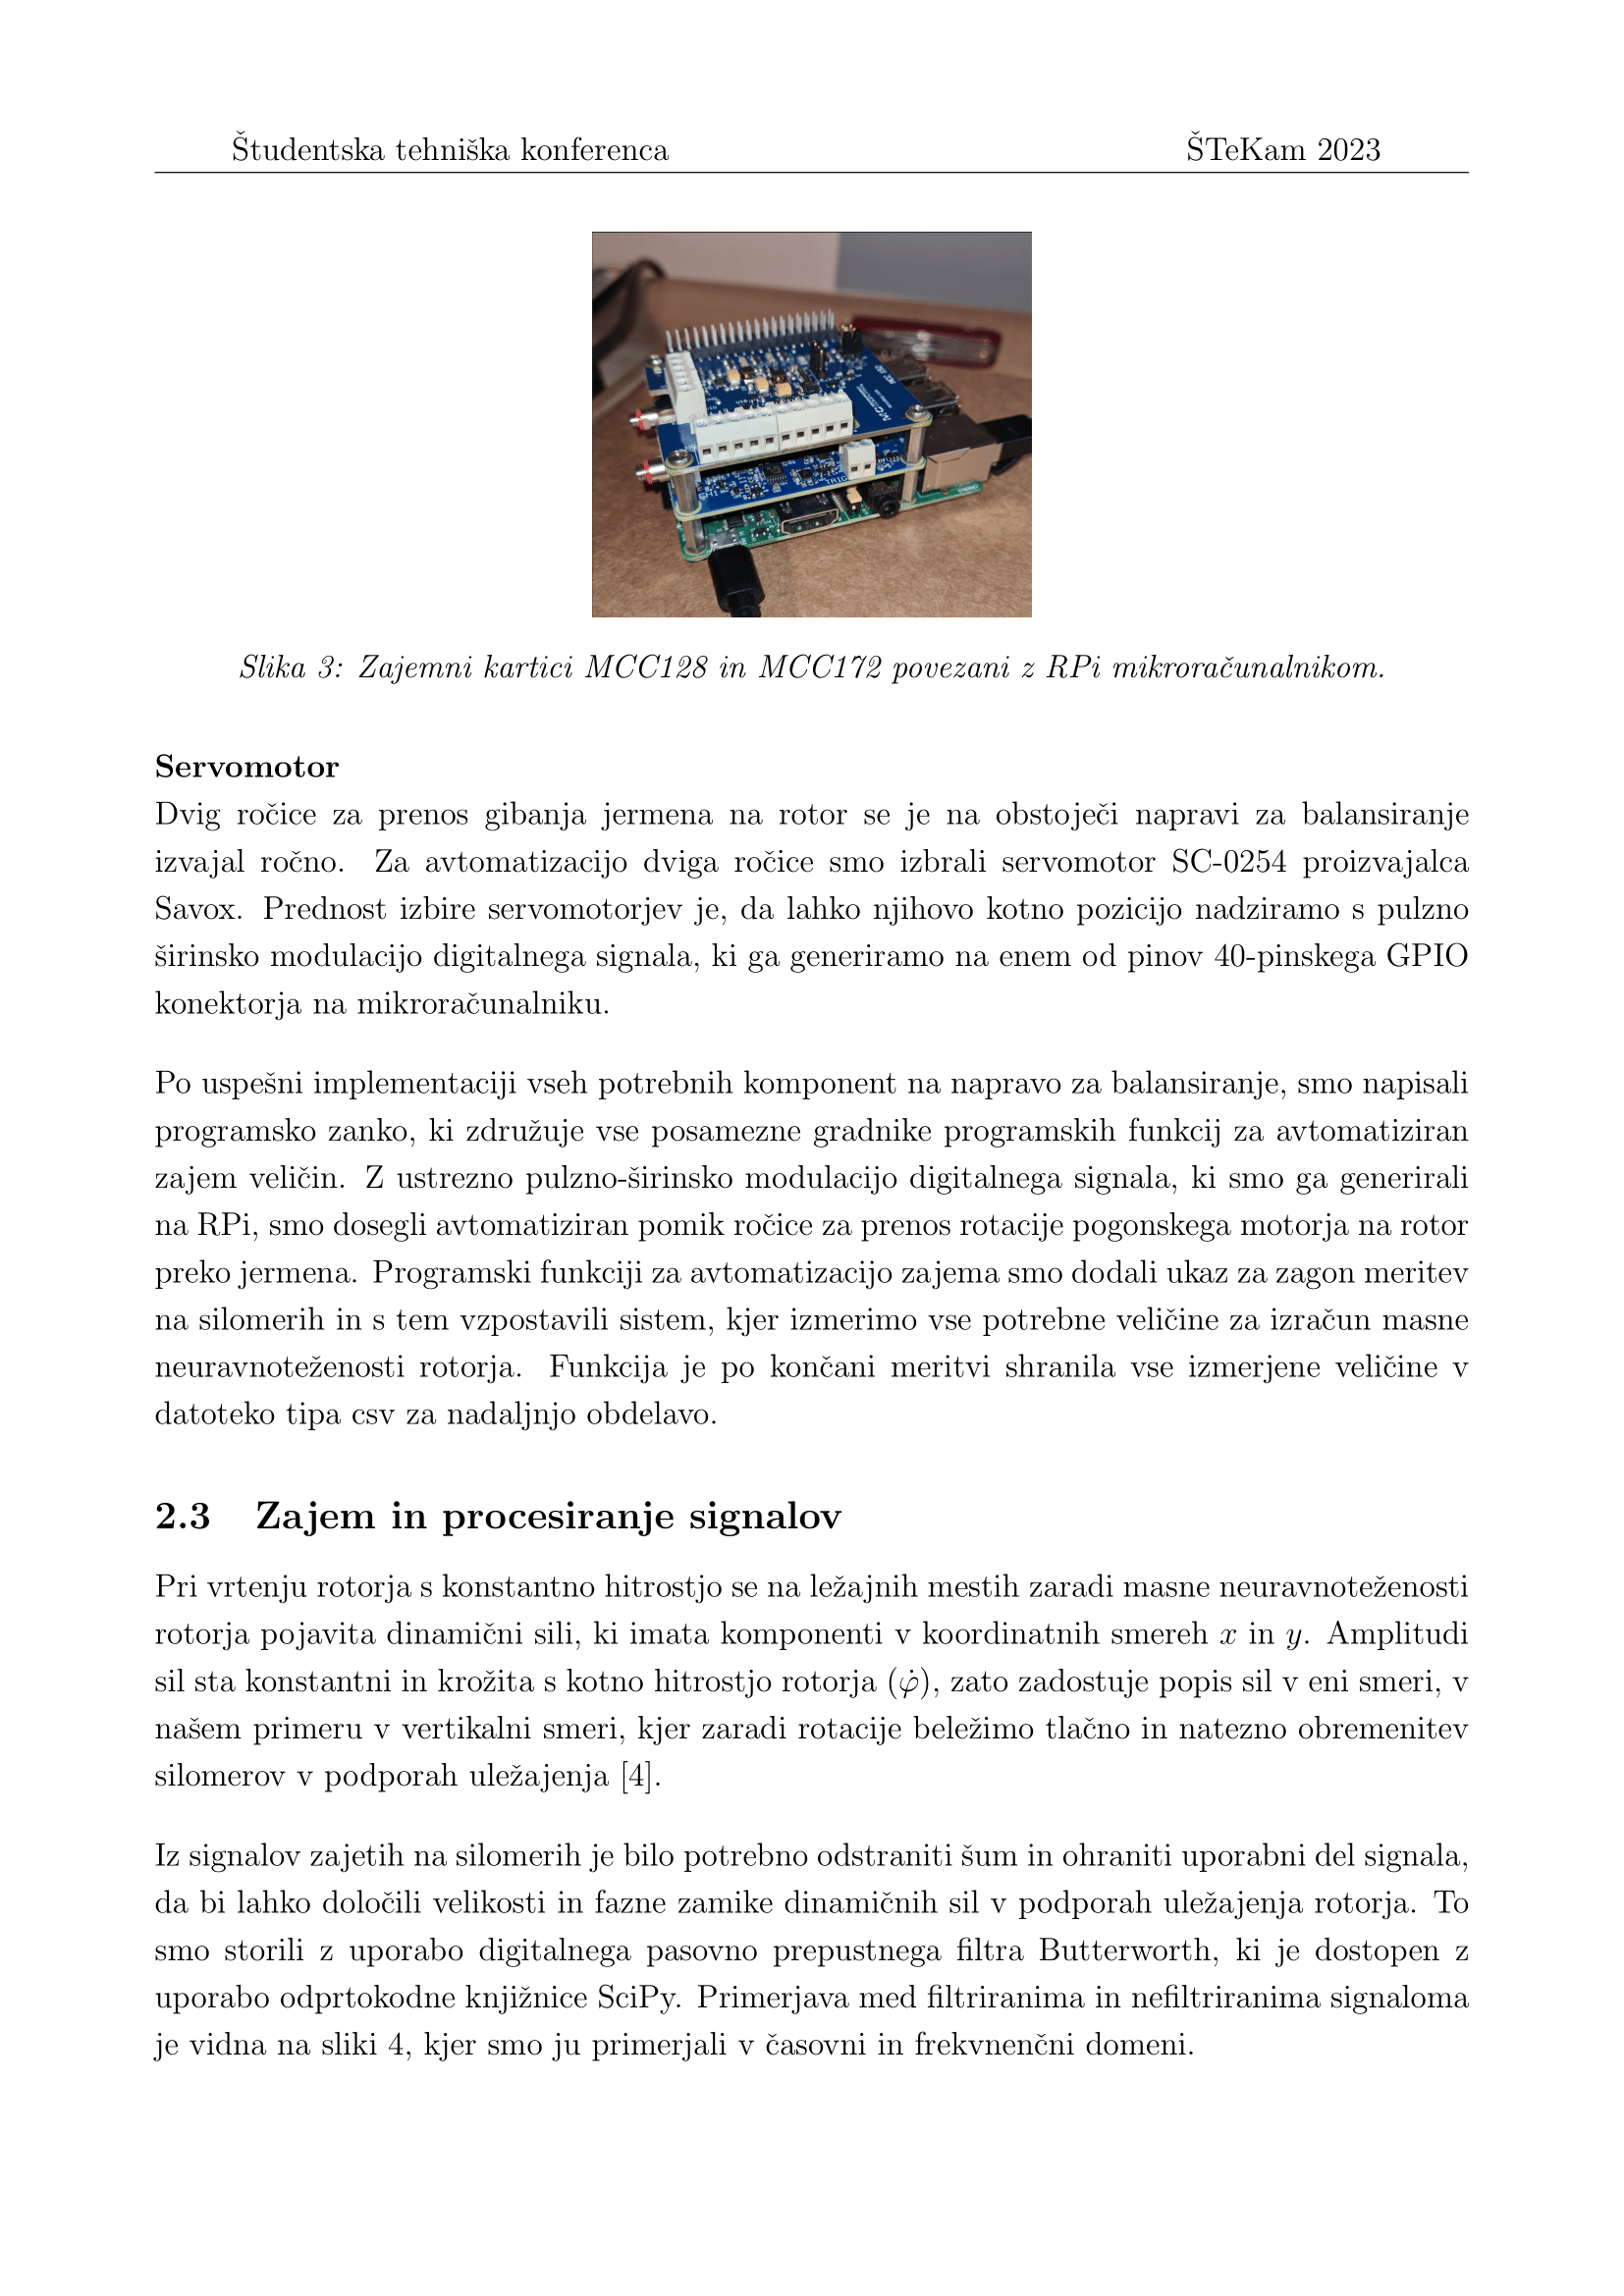 Študentska tehniška konferenca ŠTeKam 2023
CH1
TRIG
Slika 3: Zajemni kartici MCC128 in MCC172 povezani z RPi mikroračunalnikom.
Servomotor
Dvig ročice za prenos gibanja jermena na rotor se je na obstoječi napravi za balansiranje
izvajal ročno. Za avtomatizacijo dviga ročice smo izbrali servomotor SC-0254 proizvajalca
Savox. Prednost izbire servomotorjev je, da lahko njihovo kotno pozicijo nadziramo s pulzno
širinsko modulacijo digitalnega signala, ki ga generiramo na enem od pinov 40-pinskega GPIO
konektorja na mikroračunalniku.
Po uspešni implementaciji vseh potrebnih komponent na napravo za balansiranje, smo napisali
programsko zanko, ki združuje vse posamezne gradnike programskih funkcij za avtomatiziran
zajem veličin. Z ustrezno pulzno-širinsko modulacijo digitalnega signala, ki smo ga generirali
na RPi, smo dosegli avtomatiziran pomik ročice za prenos rotacije pogonskega motorja na rotor
preko jermena. Programski funkciji za avtomatizacijo zajema smo dodali ukaz za zagon meritev
na silomerih in s tem vzpostavili sistem, kjer izmerimo vse potrebne veličine za izračun masne
neuravnoteženosti rotorja. Funkcija je po končani meritvi shranila vse izmerjene veličine v
datoteko tipa csv za nadaljnjo obdelavo.
2.3 Zajem in procesiranje signalov
Pri vrtenju rotorja s konstantno hitrostjo se na ležajnih mestih zaradi masne neuravnoteženosti
rotorja pojavita dinamični sili, ki imata komponenti v koordinatnih smereh x in y. Amplitudi
sil sta konstantni in krožita s kotno hitrostjo rotorja (φ̇), zato zadostuje popis sil v eni smeri, v
našem primeru v vertikalni smeri, kjer zaradi rotacije beležimo tlačno in natezno obremenitev
silomerov v podporah uležajenja [4].
Iz signalov zajetih na silomerih je bilo potrebno odstraniti šum in ohraniti uporabni del signala,
da bi lahko določili velikosti in fazne zamike dinamičnih sil v podporah uležajenja rotorja. To
smo storili z uporabo digitalnega pasovno prepustnega filtra Butterworth, ki je dostopen z
uporabo odprtokodne knjižnice SciPy. Primerjava med filtriranima in nefiltriranima signaloma
je vidna na sliki 4, kjer smo ju primerjali v časovni in frekvnenčni domeni.